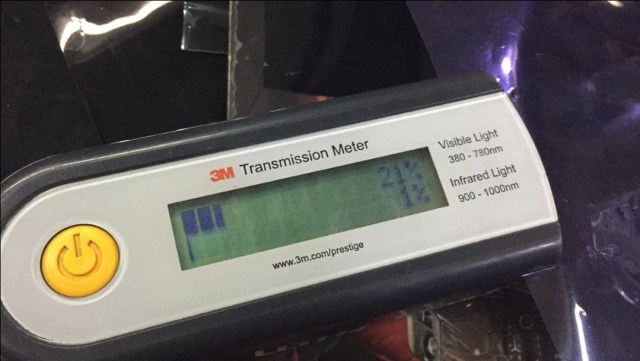 3M Transmission Meter
21%
1%
Visible Light
380 - 780nm
Infrared Light
900 - 1000nm
www.3m.com/prestige